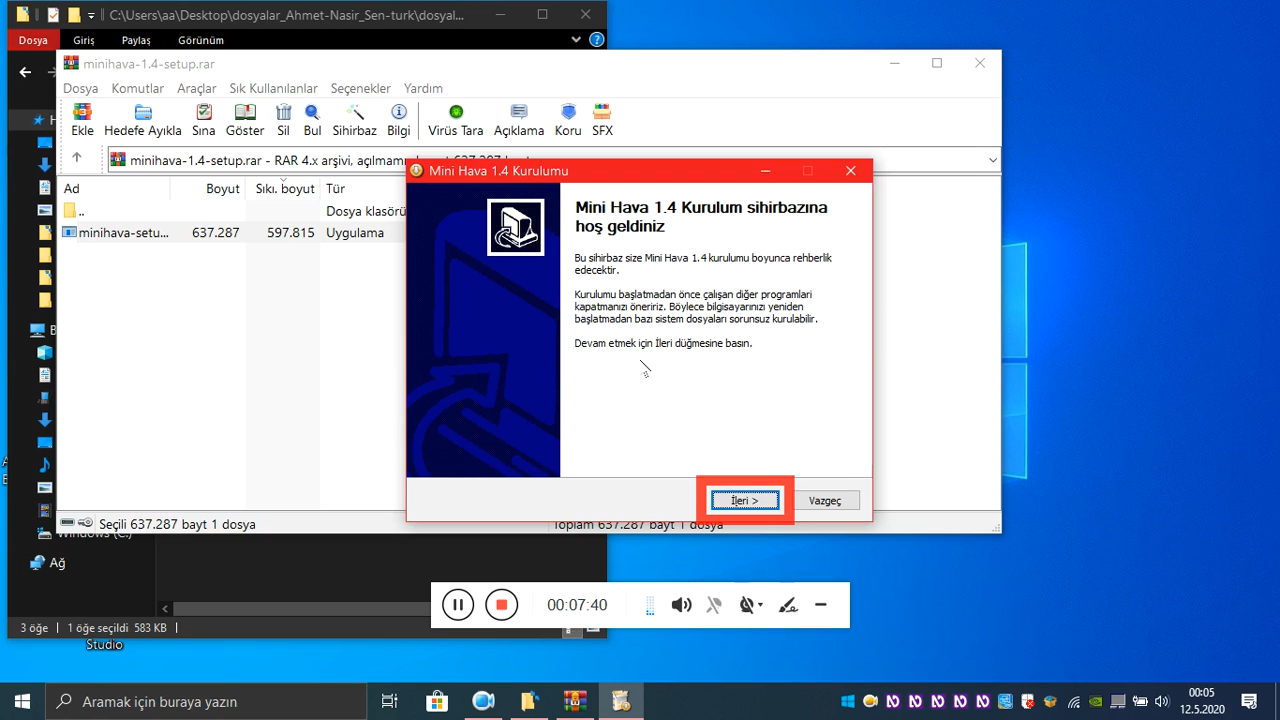 C:\Users\aa\Desktop\dosyalar_Ahmet-Nasir_Sen-turk\dosyal...
Dosya Giriş Paylaş Görünüm
minihava-1.4-setup.rar
Dosya Komutlar Araçlar Sık Kullanılanlar Seçenekler Yardım
Ekle Hedefe Ayıkla Sına Göster Sil Bul Sihirbaz Bilgi Virüs Tara Açıklama Koru SFX
minihava-1.4-setup.rar - RAR 4.x arşivi, açılmamış boyut 637.287 bayt
Ad Boyut Sıkı. boyut Tür
.. Dosya klasörü
minihava-setu... 637.287 597.815 Uygulama
Mini Hava 1.4 Kurulumu
Mini Hava 1.4 Kurulum sihirbazına
hoş geldiniz
Bu sihirbaz size Mini Hava 1.4 kurulumu boyunca rehberlik
edecektir.
Kurulumu başlatmadan önce çalışan diğer programlari
kapatmanızı öneririz. Böylece bilgisayarınızı yeniden
başlatmadan bazı sistem dosyaları sorunsuz kurulabilir.
Devam etmek için İleri düğmesine basın.
İleri >
Vazgeç
Seçili 637.287 bayt 1 dosya
Toplam 637.287 bayt 1 dosya
Windows (C:)
Ağ
3 öğe 1 öğe seçildi 583 KB
Studio
00:07:40
Aramak için buraya yazın
00:05
12.5.2020